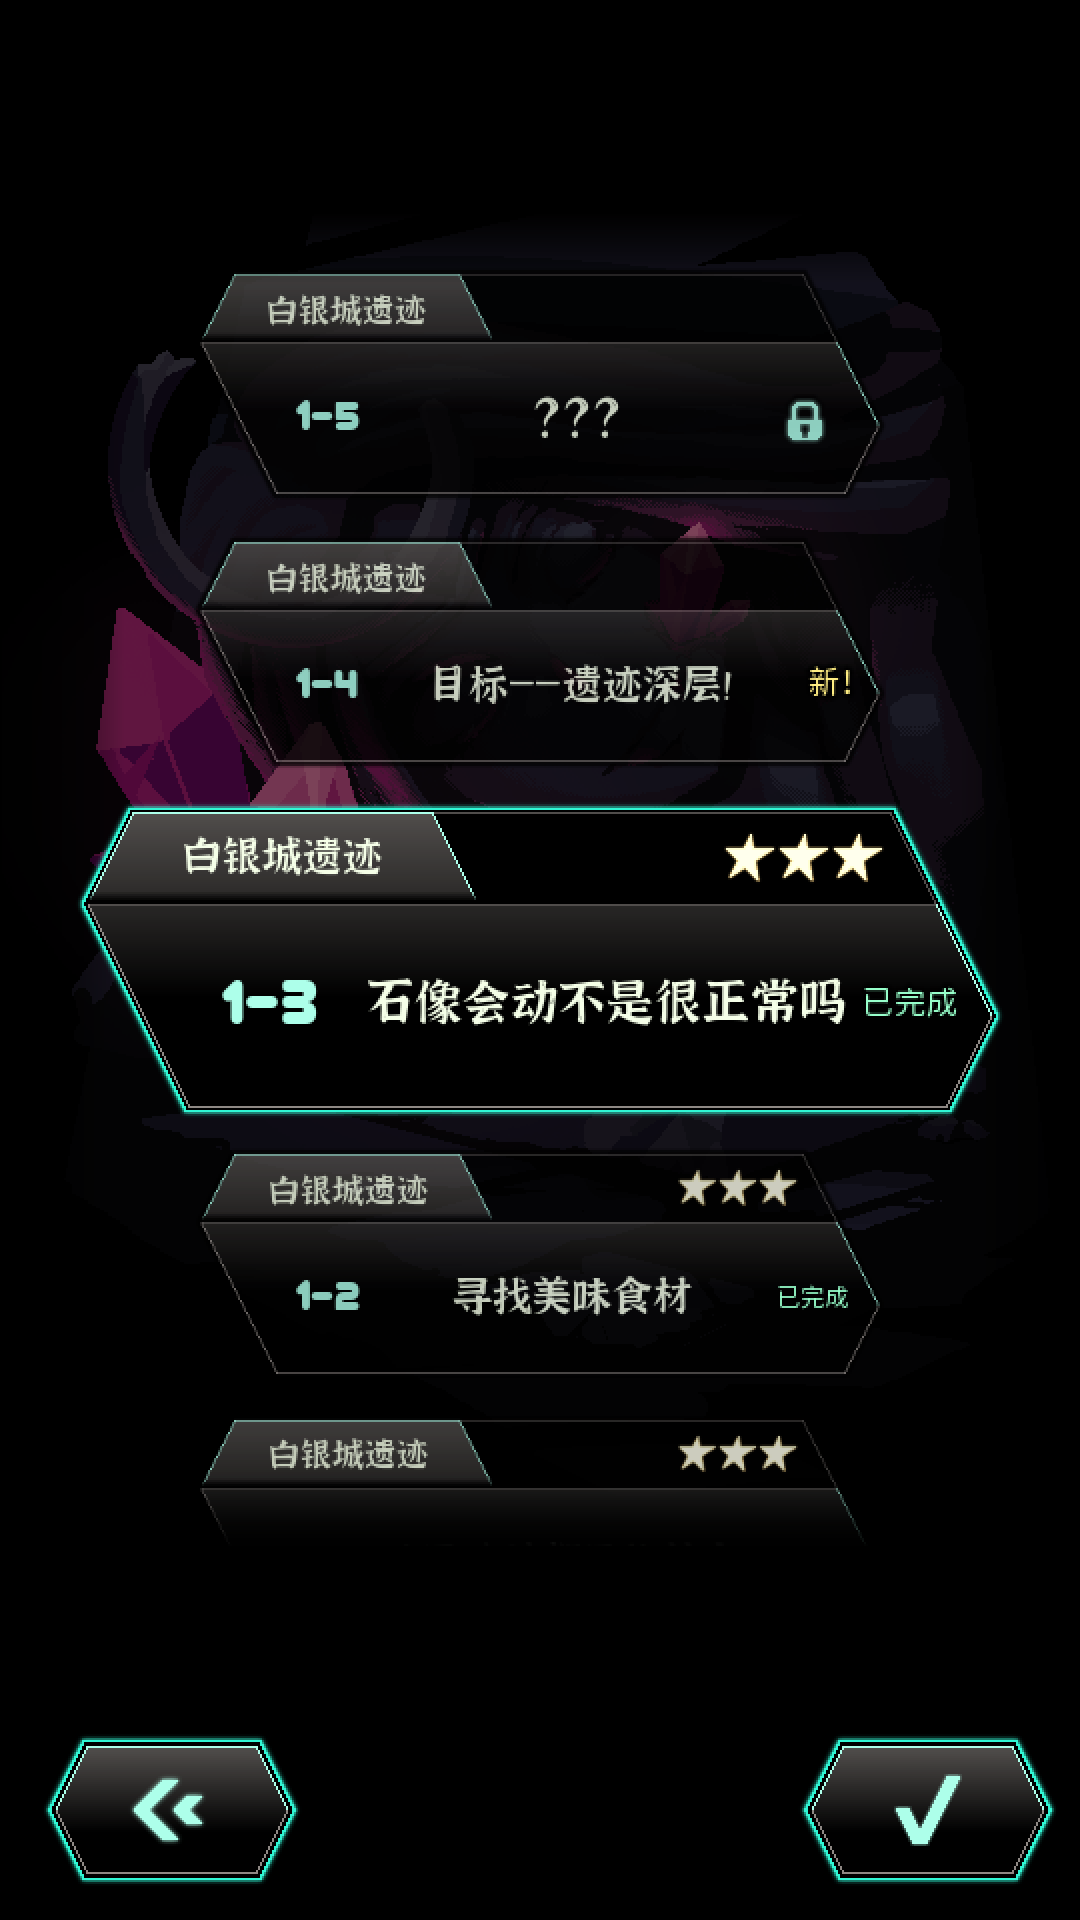 白银城遗迹
1-5 ???
白银城遗迹
1-4 目标——遗迹深层! 新!
白银城遗迹
1-3 石像会动不是很正常吗 已完成
白银城遗迹
1-2 寻找美味食材 已完成
白银城遗迹